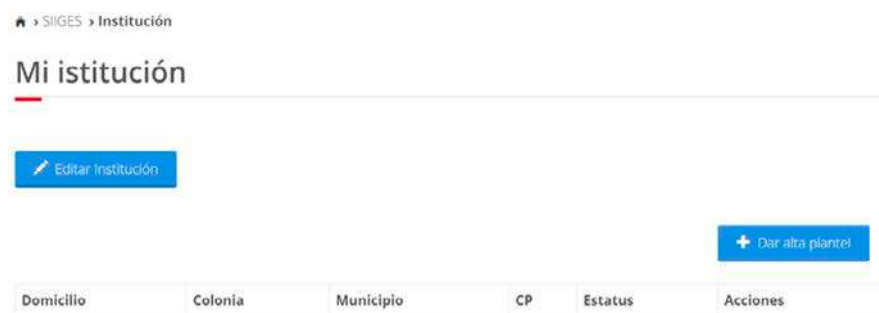 > SIIGES > Institución
Mi istitución
Editar Institución
Dar alta plantel
Domicilio Colonia Municipio CP Estatus Acciones